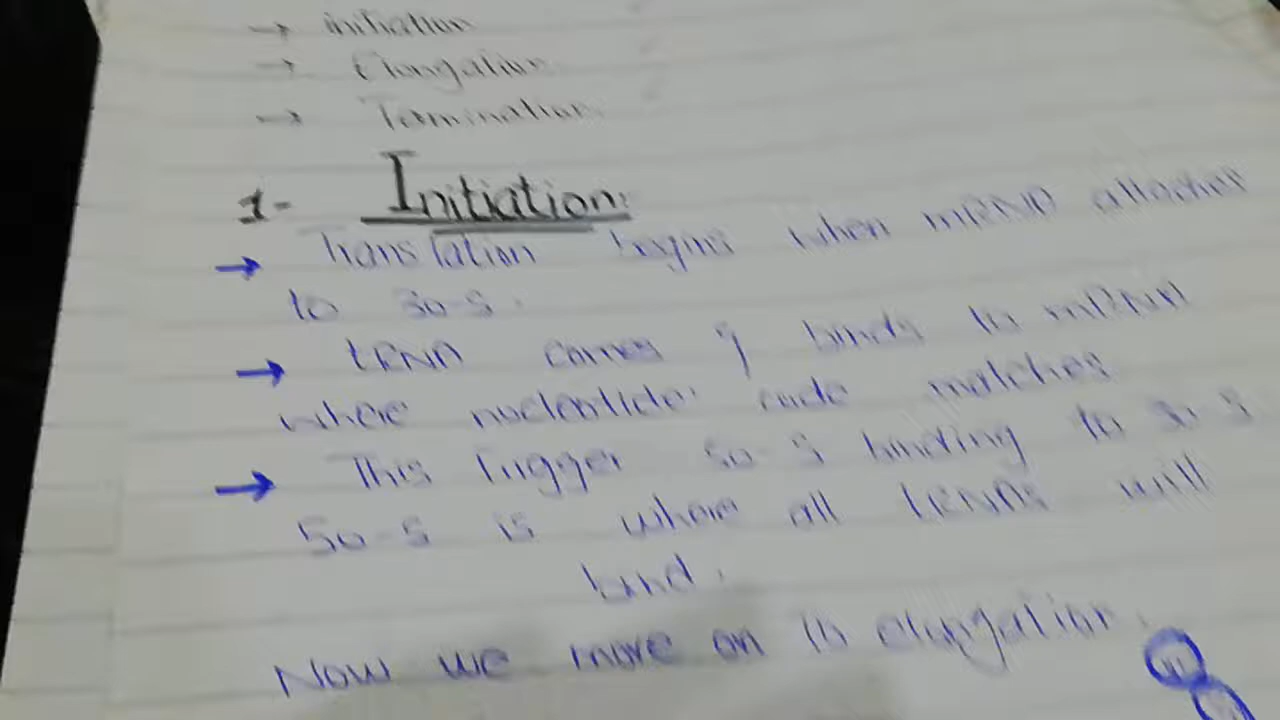 → initiation
→ Elongation
→ Termination
1- Initiation:
→ Translation begins when mRNA attaches
to 30-S.
→ tRNA comes & binds to mRNA
where nucleotide code matches
→ This trigger 50-S binding to 30-S
50-S is where all tRNAs will
bind.
Now we move on to elongation.